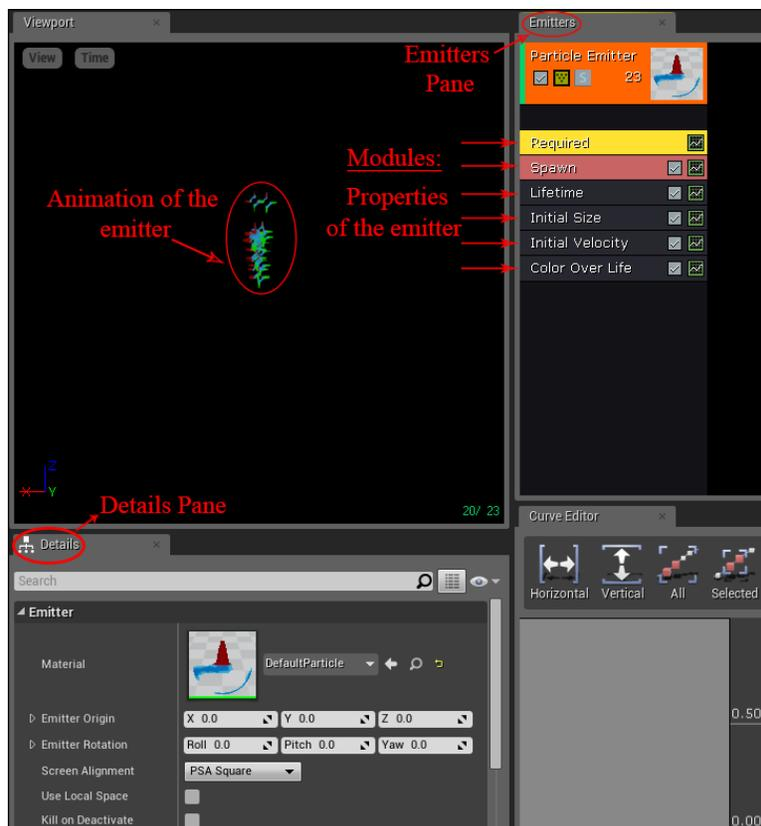 Viewport
Emitters
View
Time
Emitters
Pane
Particle Emitter
S
23
Required
Modules:
Spawn
Animation of the
emitter
Properties
of the emitter
Lifetime
Initial Size
Initial Velocity
Color Over Life
Z
X
Y
Details Pane
20/ 23
Curve Editor
Details
Search
Horizontal
Vertical
All
Selected
Emitter
Material
DefaultParticle
Emitter Origin
X 0.0
Y 0.0
Z 0.0
0.50
Emitter Rotation
Roll 0.0
Pitch 0.0
Yaw 0.0
Screen Alignment
PSA Square
Use Local Space
Kill on Deactivate
0.00